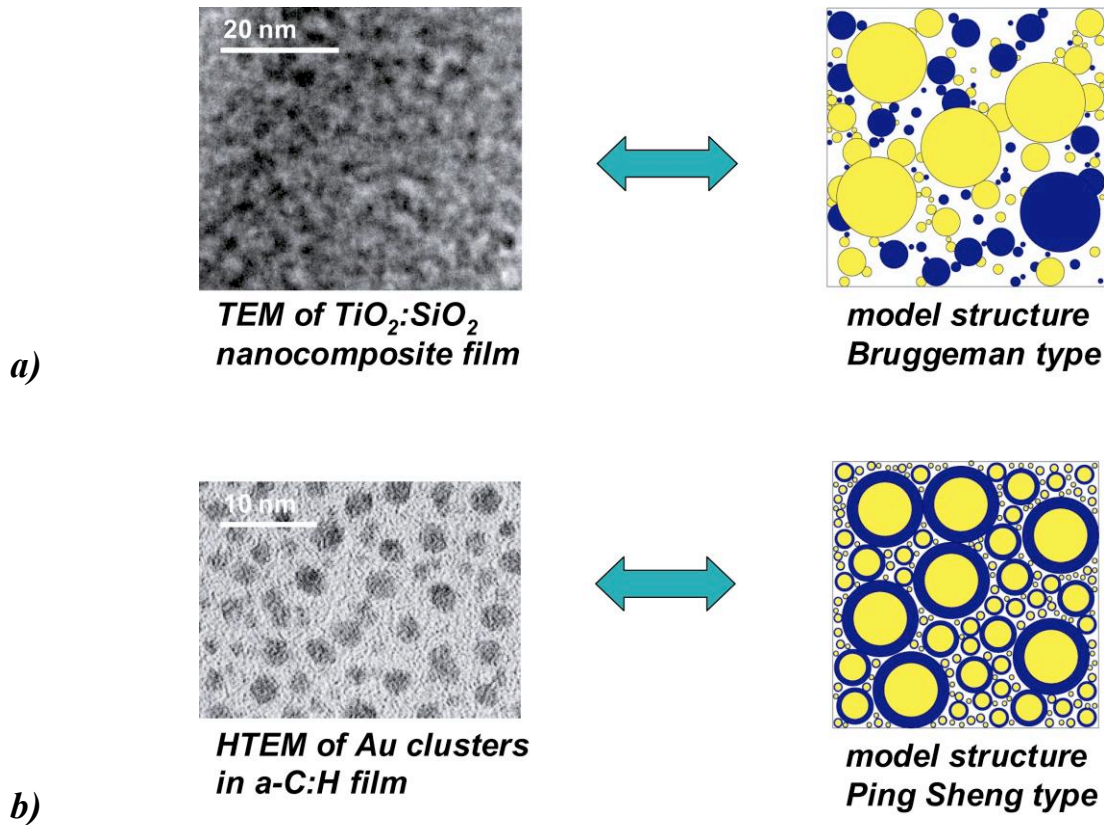 20 nm
TEM of TiO₂:SiO₂
nanocomposite film
model structure
Bruggeman type
a)
10 nm
HTEM of Au clusters
in a-C:H film
model structure
Ping Sheng type
b)